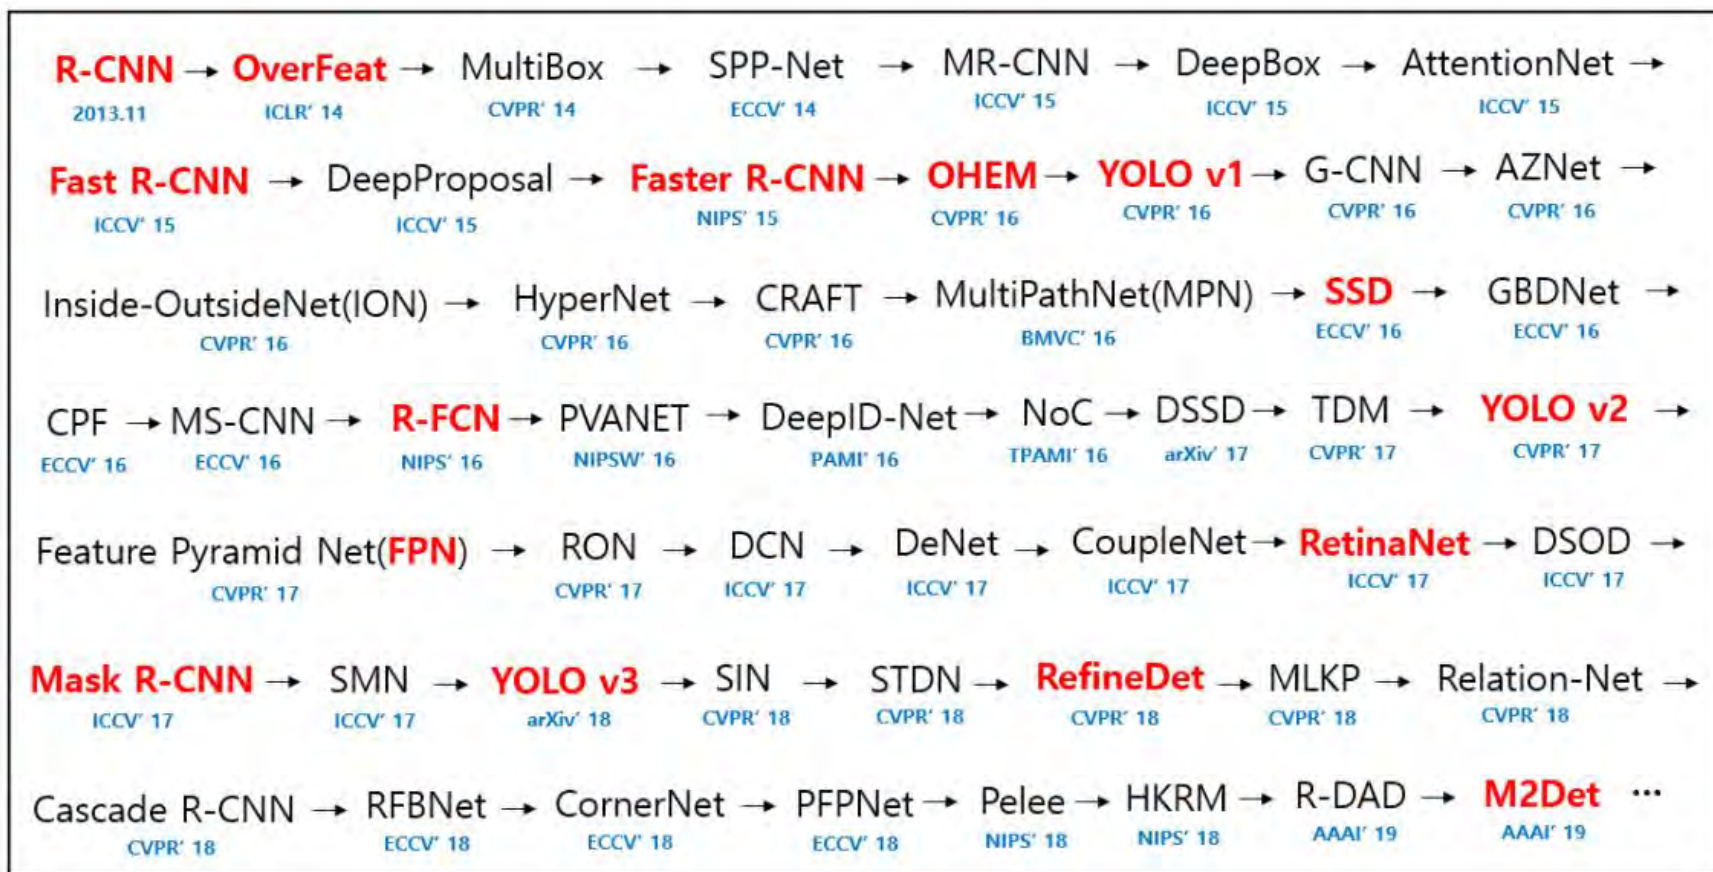 R-CNN → OverFeat → MultiBox → SPP-Net → MR-CNN → DeepBox → AttentionNet →
2013.11 ICLR' 14 CVPR' 14 ECCV' 14 ICCV' 15 ICCV' 15 ICCV' 15
Fast R-CNN → DeepProposal → Faster R-CNN → OHEM → YOLO v1 → G-CNN → AZNet →
ICCV' 15 ICCV' 15 NIPS' 15 CVPR' 16 CVPR' 16 CVPR' 16 CVPR' 16
Inside-OutsideNet(ION) → HyperNet → CRAFT → MultiPathNet(MPN) → SSD → GBDNet →
CVPR' 16 CVPR' 16 CVPR' 16 BMVC' 16 ECCV' 16 ECCV' 16
CPF → MS-CNN → R-FCN → PVANET → DeepID-Net → NoC → DSSD → TDM → YOLO v2 →
ECCV' 16 ECCV' 16 NIPS' 16 NIPSW' 16 PAMI' 16 TPAMI' 16 arXiv' 17 CVPR' 17 CVPR' 17
Feature Pyramid Net(FPN) → RON → DCN → DeNet → CoupleNet → RetinaNet → DSOD →
CVPR' 17 CVPR' 17 ICCV' 17 ICCV' 17 ICCV' 17 ICCV' 17 ICCV' 17
Mask R-CNN → SMN → YOLO v3 → SIN → STDN → RefineDet → MLKP → Relation-Net →
ICCV' 17 ICCV' 17 arXiv' 18 CVPR' 18 CVPR' 18 CVPR' 18 CVPR' 18 CVPR' 18
Cascade R-CNN → RFBNet → CornerNet → PFPNet → Pelee → HKRM → R-DAD → M2Det ···
CVPR' 18 ECCV' 18 ECCV' 18 ECCV' 18 NIPS' 18 NIPS' 18 AAAI' 19 AAAI' 19